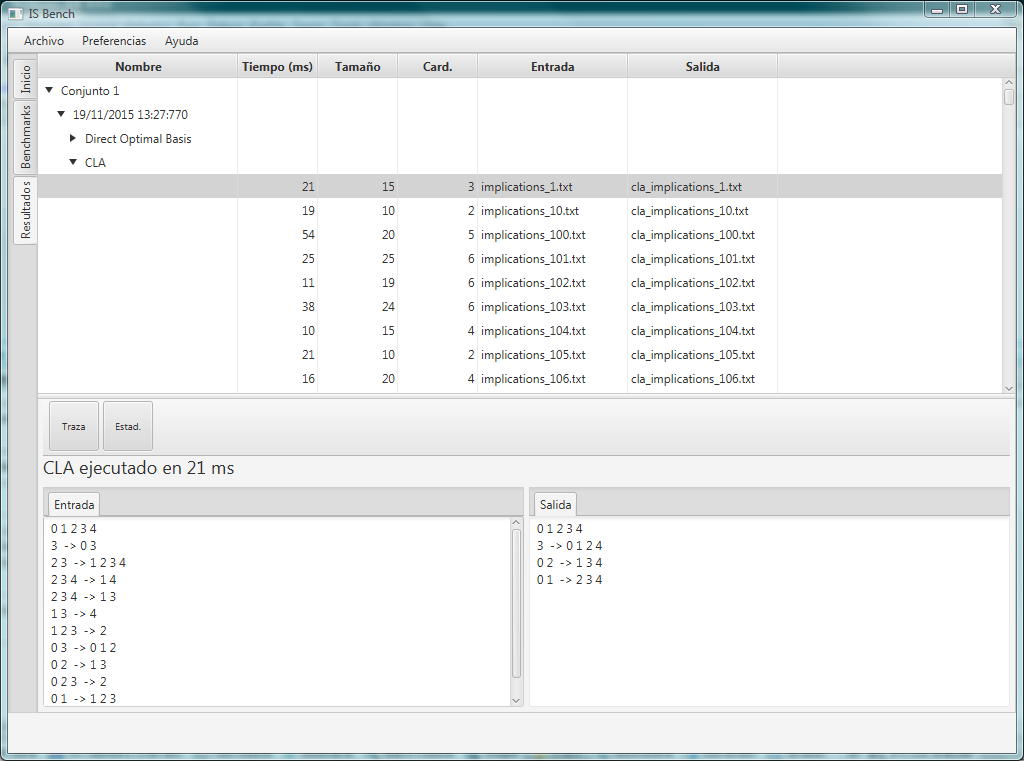 IS Bench
Archivo Preferencias Ayuda
Inicio
Benchmarks
Resultados
Nombre Tiempo (ms) Tamaño Card. Entrada Salida
Conjunto 1
19/11/2015 13:27:770
Direct Optimal Basis
CLA
21 15 3 implications_1.txt cla_implications_1.txt
19 10 2 implications_10.txt cla_implications_10.txt
54 20 5 implications_100.txt cla_implications_100.txt
25 25 6 implications_101.txt cla_implications_101.txt
11 19 6 implications_102.txt cla_implications_102.txt
38 24 6 implications_103.txt cla_implications_103.txt
10 15 4 implications_104.txt cla_implications_104.txt
21 10 2 implications_105.txt cla_implications_105.txt
16 20 4 implications_106.txt cla_implications_106.txt
Traza Estad.
CLA ejecutado en 21 ms
Entrada
0 1 2 3 4
3 -> 0 3
2 3 -> 1 2 3 4
2 3 4 -> 1 4
2 3 4 -> 1 3
1 3 -> 4
1 2 3 -> 2
0 3 -> 0 1 2
0 2 -> 1 3
0 2 3 -> 2
0 1 -> 1 2 3
Salida
0 1 2 3 4
3 -> 0 1 2 4
0 2 -> 1 3 4
0 1 -> 2 3 4